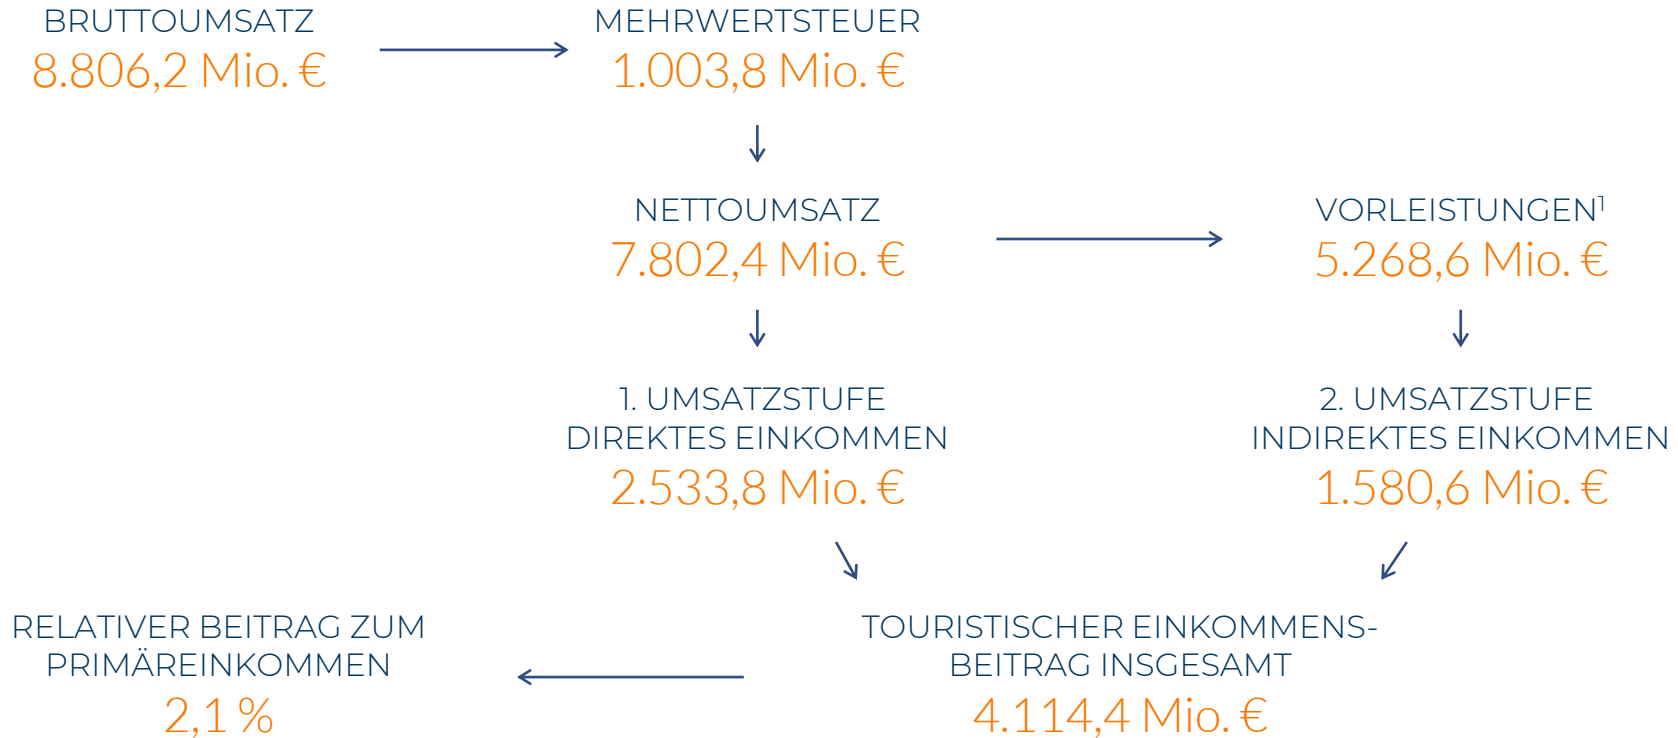 BRUTTOUMSATZ
8.806,2 Mio. €
MEHRWERTSTEUER
1.003,8 Mio. €
NETTOUMSATZ
7.802,4 Mio. €
VORLEISTUNGEN¹
5.268,6 Mio. €
1. UMSATZSTUFE
DIREKTES EINKOMMEN
2.533,8 Mio. €
2. UMSATZSTUFE
INDIREKTES EINKOMMEN
1.580,6 Mio. €
RELATIVER BEITRAG ZUM
PRIMÄREINKOMMEN
2,1 %
TOURISTISCHER EINKOMMENS-
BEITRAG INSGESAMT
4.114,4 Mio. €